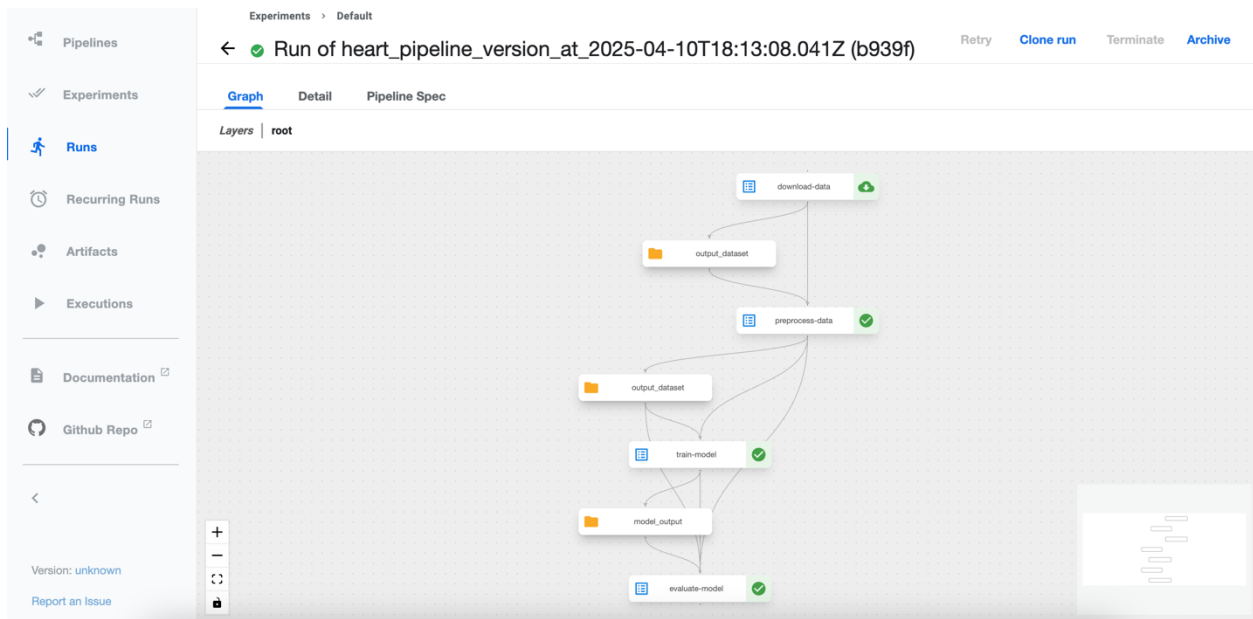 Experiments > Default
Run of heart_pipeline_version_at_2025-04-10T18:13:08.041Z (b939f)
Retry
Clone run
Terminate
Archive
Pipelines
Experiments
Runs
Recurring Runs
Artifacts
Executions
Documentation
Github Repo
Version: unknown
Report an Issue
Graph
Detail
Pipeline Spec
Layers | root
download-data
output_dataset
preprocess-data
output_dataset
train-model
model_output
evaluate-model